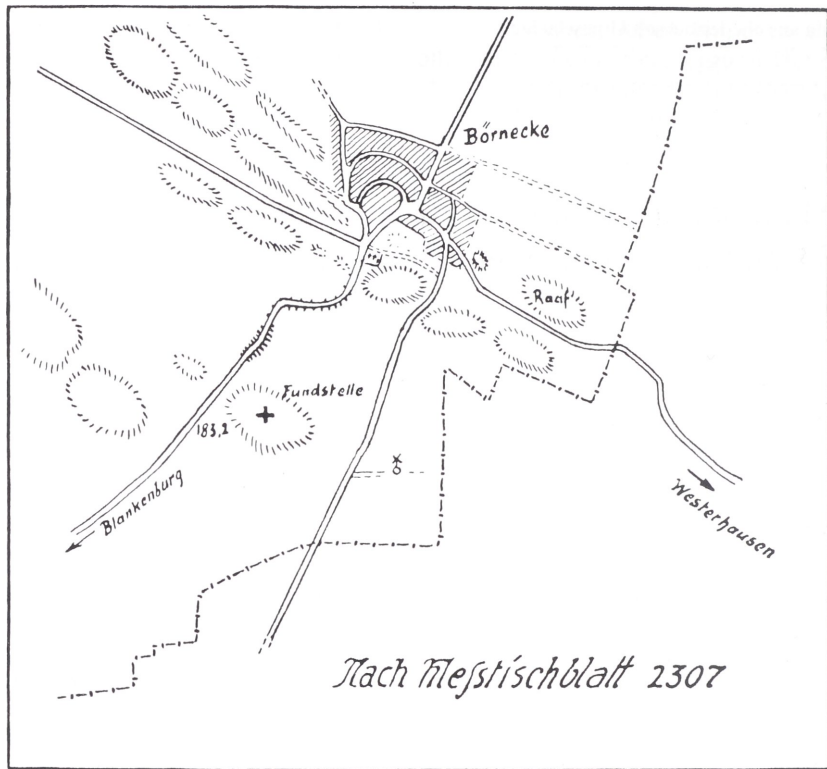 Börnecke
Raaf
Fundstelle
183,2
Blankenburg
Westerhausen
Nach Messtischblatt 2307